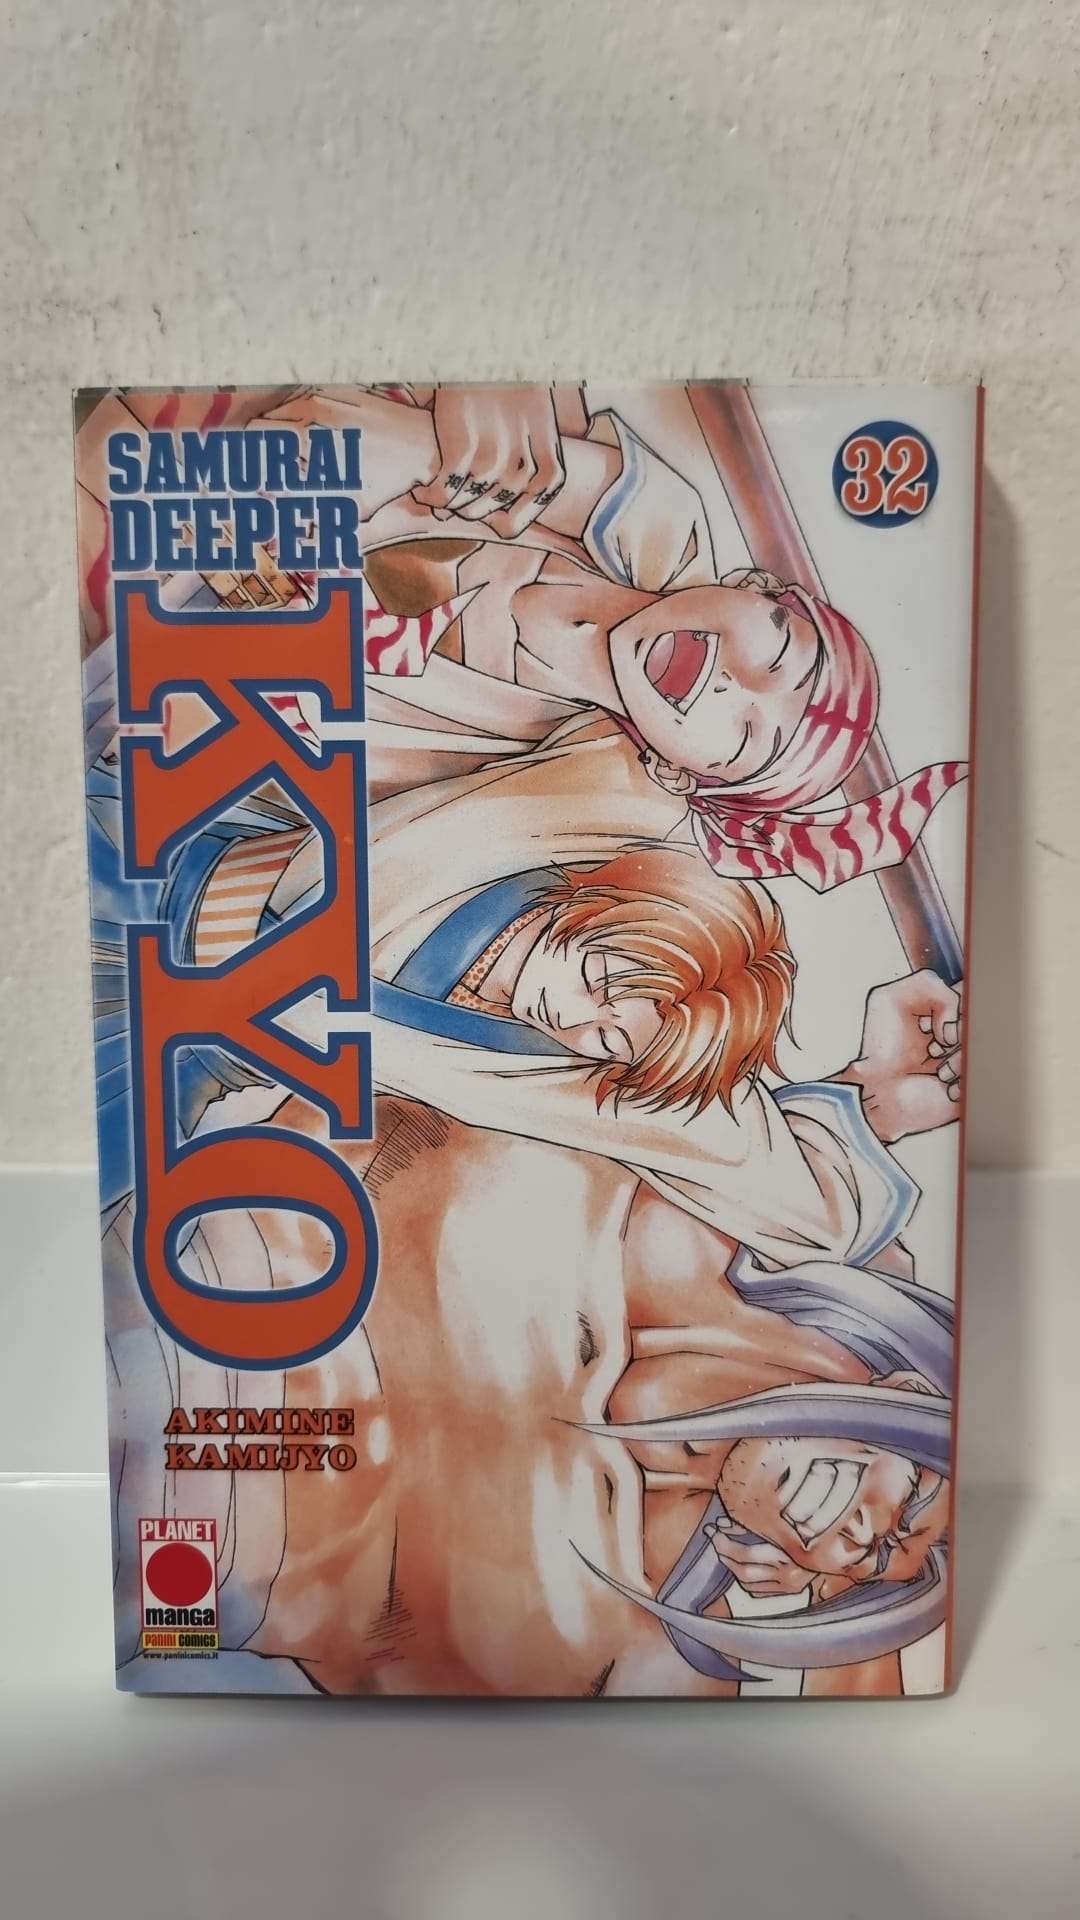 SAMURAI
DEEPER
KYO
32
AKIMINE
KAMIJYO
PLANET
manga
PANINI COMICS
www.paninicomics.it